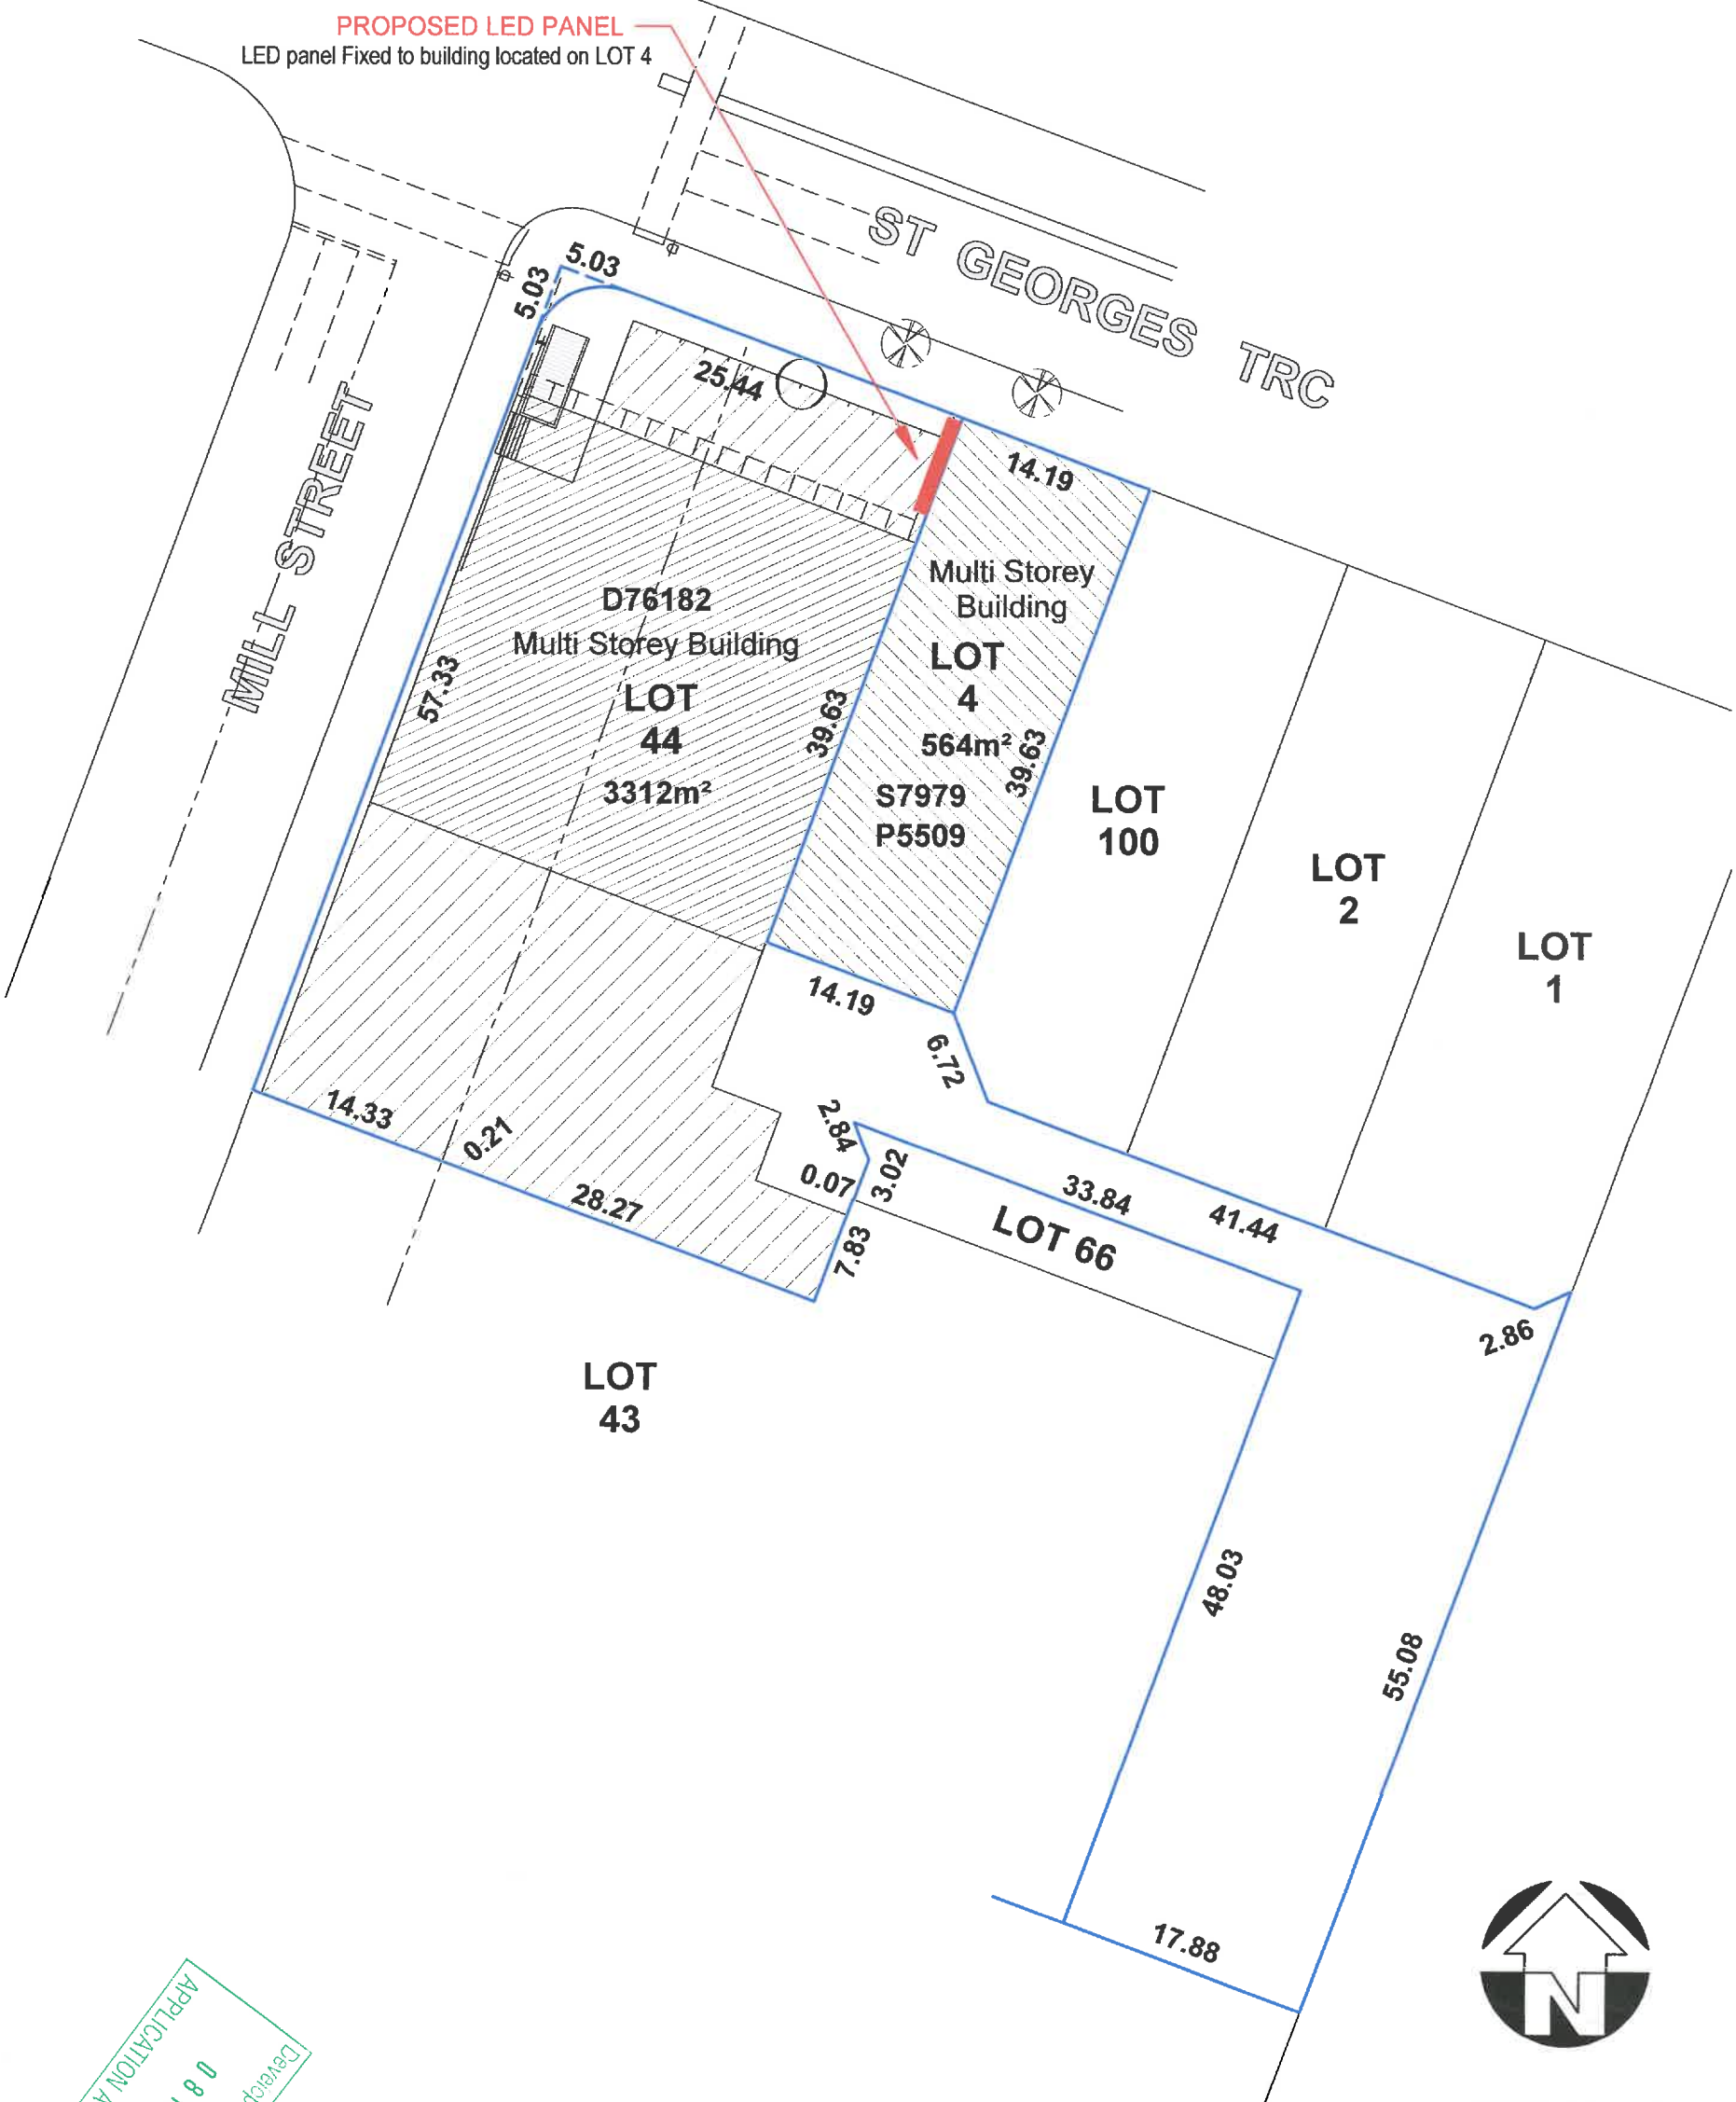 PROPOSED LED PANEL
LED panel Fixed to building located on LOT 4
ST GEORGES TRC
MILL STREET
5.03
5.03
25.44
14.19
D76182
Multi Storey Building
LOT
44
3312m²
57.33
39.63
Multi Storey
Building
LOT
4
564m²
S7979
P5509
39.63
LOT
100
LOT
2
LOT
1
14.19
6.72
14.33
0.21
28.27
2.84
0.07
3.02
7.83
33.84
41.44
LOT 66
2.86
LOT
43
48.03
55.08
17.88
N
APPLICATION